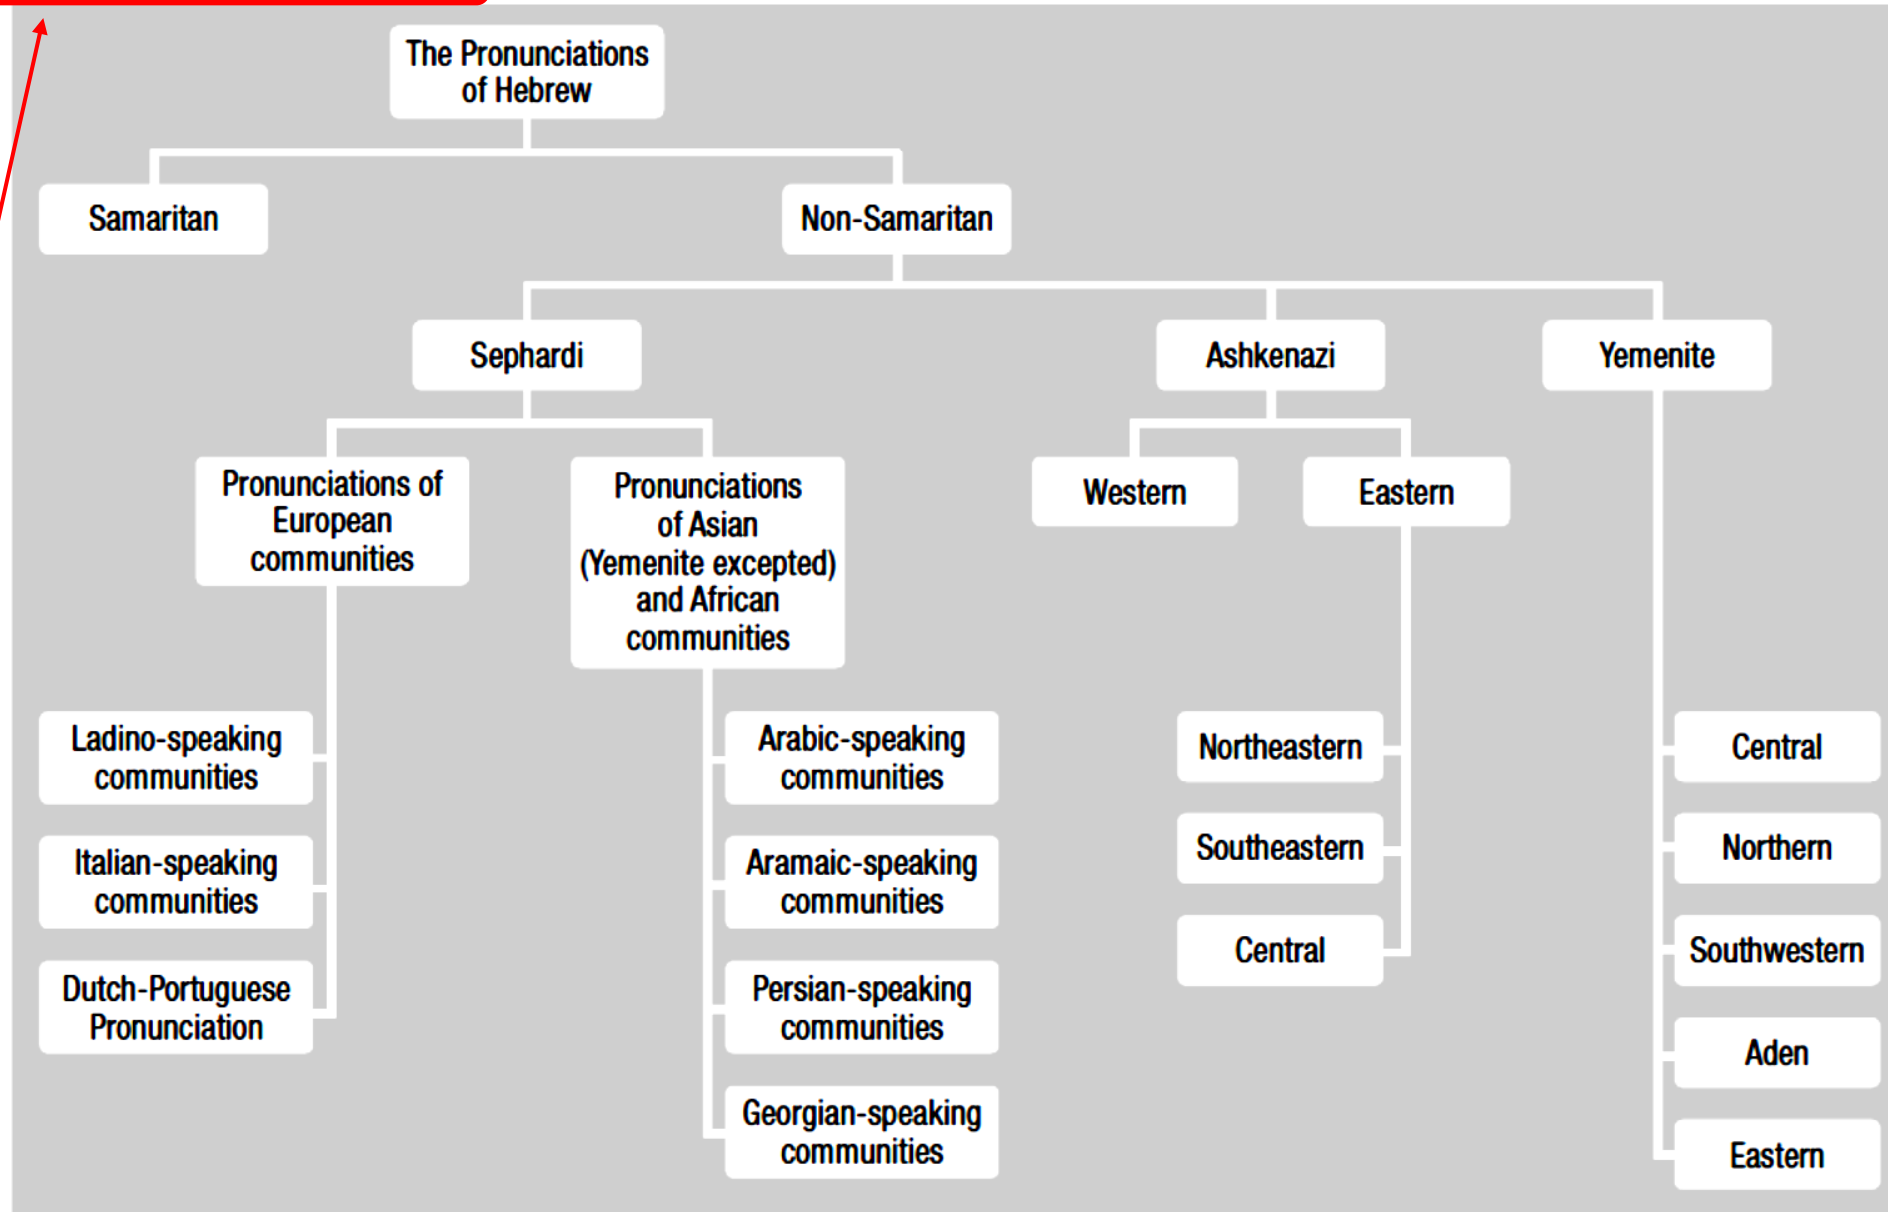 The Pronunciations
of Hebrew
Samaritan
Non-Samaritan
Sephardi
Ashkenazi
Yemenite
Pronunciations of
European
communities
Pronunciations
of Asian
(Yemenite excepted)
and African
communities
Western
Eastern
Ladino-speaking
communities
Italian-speaking
communities
Dutch-Portuguese
Pronunciation
Arabic-speaking
communities
Aramaic-speaking
communities
Persian-speaking
communities
Georgian-speaking
communities
Northeastern
Southeastern
Central
Central
Northern
Southwestern
Aden
Eastern